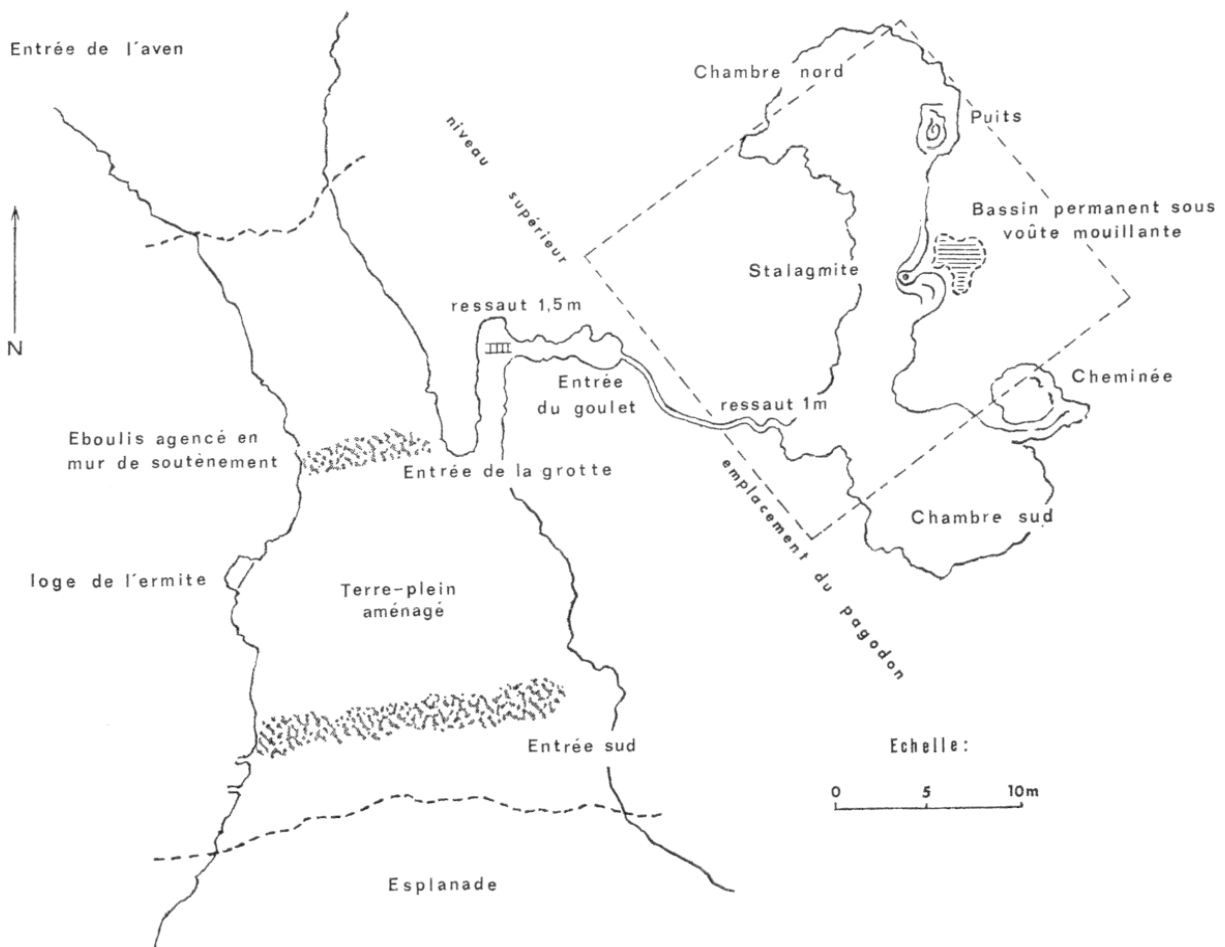 Entrée de l'aven
Chambre nord
Puits
niveau supérieur
Bassin permanent sous
voûte mouillante
Stalagmite
ressaut 1,5m
N
Entrée
du goulet
Cheminée
ressaut 1m
Eboulis agencé en
mur de soutènement
Entrée de la grotte
emplacement du pagodon
Chambre sud
loge de l'ermite
Terre-plein
aménagé
Entrée sud
Echelle:
0 5 10m
Esplanade